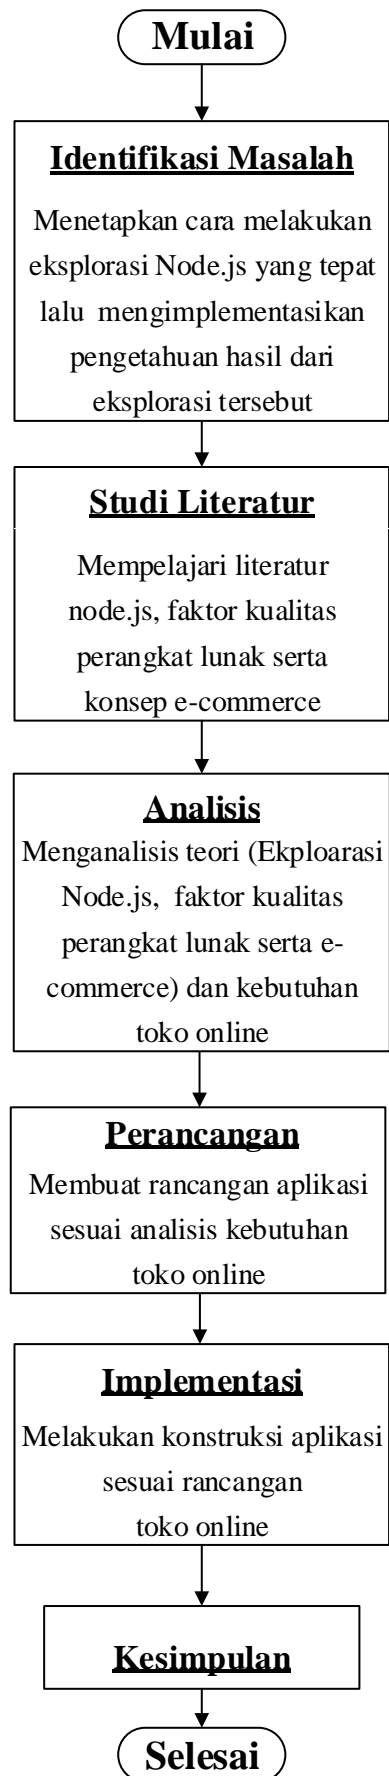 Mulai
Identifikasi Masalah
Menetapkan cara melakukan
eksplorasi Node.js yang tepat
lalu mengimplementasikan
pengetahuan hasil dari
eksplorasi tersebut
Studi Literatur
Mempelajari literatur
node.js, faktor kualitas
perangkat lunak serta
konsep e-commerce
Analisis
Menganalisis teori (Ekploarasi
Node.js, faktor kualitas
perangkat lunak serta e-
commerce) dan kebutuhan
toko online
Perancangan
Membuat rancangan aplikasi
sesuai analisis kebutuhan
toko online
Implementasi
Melakukan konstruksi aplikasi
sesuai rancangan
toko online
Kesimpulan
Selesai